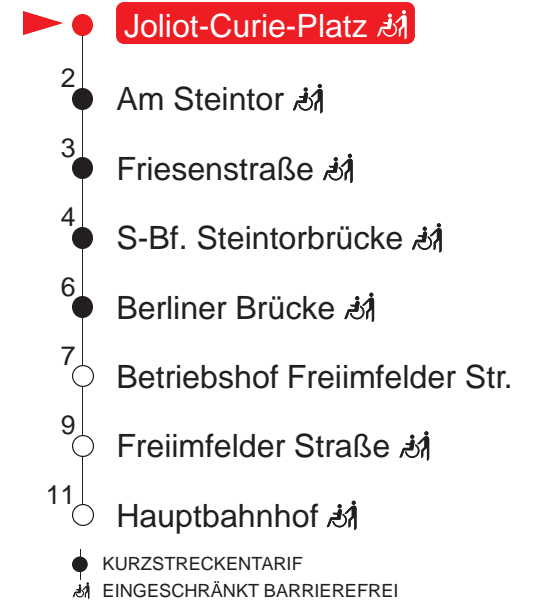 Joliot-Curie-Platz
2 Am Steintor
3 Friesenstraße
4 S-Bf. Steintorbrücke
6 Berliner Brücke
7 Betriebshof Freiimfelder Str.
9 Freiimfelder Straße
11 Hauptbahnhof
KURZSTRECKENTARIF
EINGESCHRÄNKT BARRIEREFREI